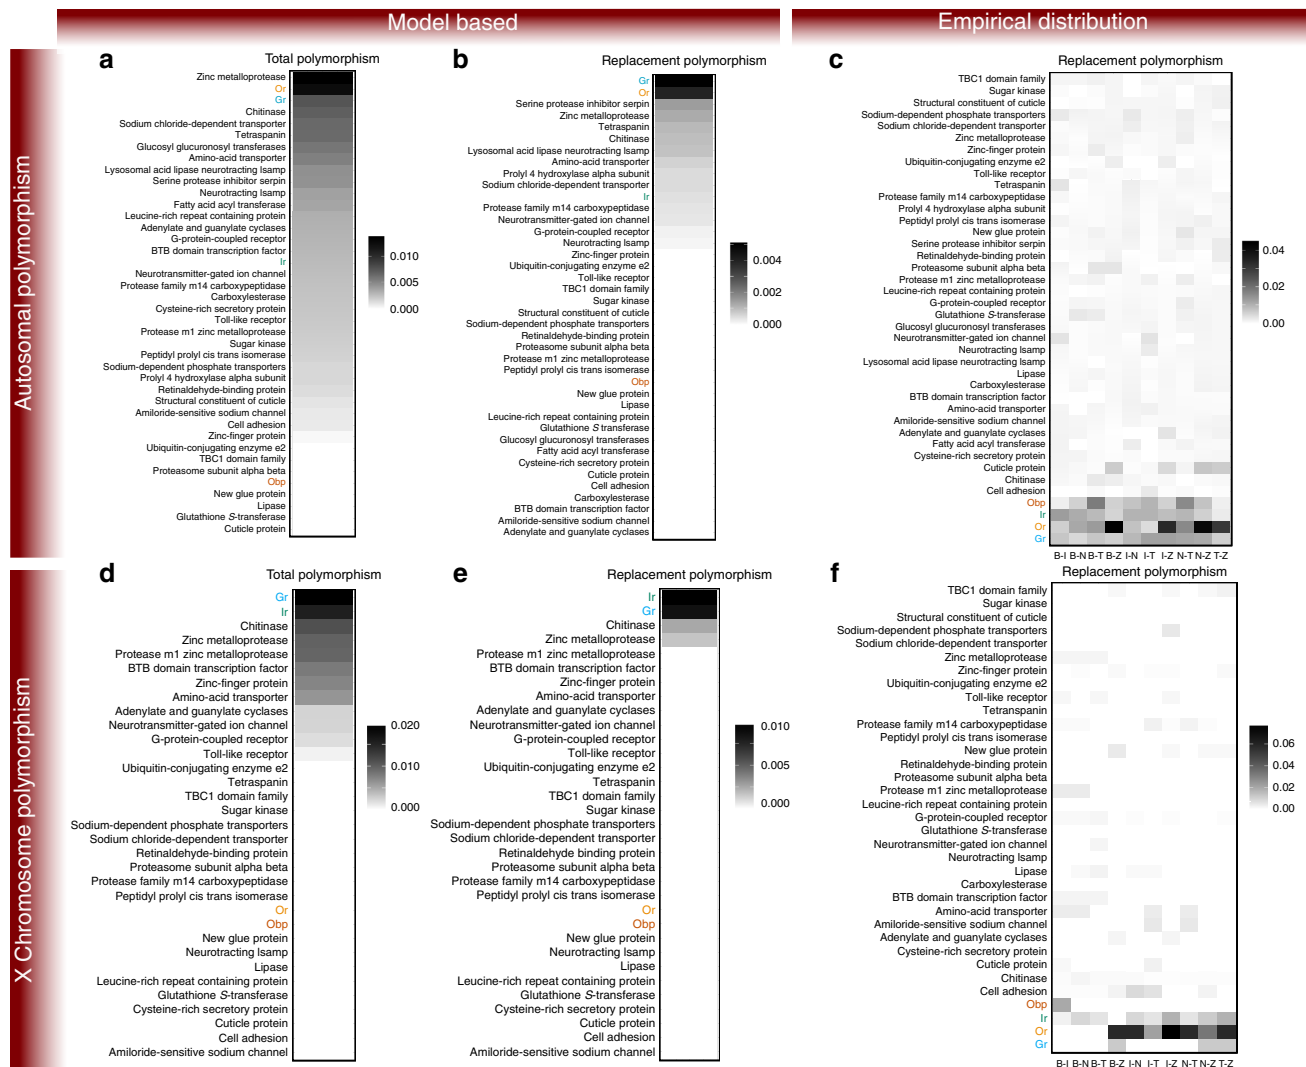 Model based
Empirical distribution
Autosomal polymorphism
X Chromosome polymorphism
a
Total polymorphism
Zinc metalloprotease
Or
Gr
Chitinase
Sodium chloride-dependent transporter
Tetraspanin
Glucosyl glucuronosyl transferases
Amino-acid transporter
Lysosomal acid lipase neurotracting lsamp
Serine protease inhibitor serpin
Neurotracting lsamp
Fatty acid acyl transferase
Leucine-rich repeat containing protein
Adenylate and guanylate cyclases
G-protein-coupled receptor
BTB domain transcription factor
Ir
Neurotransmitter-gated ion channel
Protease family m14 carboxypeptidase
Carboxylesterase
Cysteine-rich secretory protein
Toll-like receptor
Protease m1 zinc metalloprotease
Sugar kinase
Peptidyl prolyl cis trans isomerase
Sodium-dependent phosphate transporters
Prolyl 4 hydroxylase alpha subunit
Retinaldehyde-binding protein
Structural constituent of cuticle
Amiloride-sensitive sodium channel
Cell adhesion
Zinc-finger protein
Ubiquitin-conjugating enzyme e2
TBC1 domain family
Proteasome subunit alpha beta
Obp
New glue protein
Lipase
Glutathione S-transferase
Cuticle protein
0.010
0.005
0.000
b
Replacement polymorphism
Gr
Or
Serine protease inhibitor serpin
Zinc metalloprotease
Tetraspanin
Chitinase
Lysosomal acid lipase neurotracting lsamp
Amino-acid transporter
Prolyl 4 hydroxylase alpha subunit
Sodium chloride-dependent transporter
Ir
Protease family m14 carboxypeptidase
Neurotransmitter-gated ion channel
G-protein-coupled receptor
Neurotracting lsamp
Zinc-finger protein
Ubiquitin-conjugating enzyme e2
Toll-like receptor
TBC1 domain family
Sugar kinase
Structural constituent of cuticle
Sodium-dependent phosphate transporters
Retinaldehyde-binding protein
Proteasome subunit alpha beta
Protease m1 zinc metalloprotease
Peptidyl prolyl cis trans isomerase
Obp
New glue protein
Lipase
Leucine-rich repeat containing protein
Glutathione S transferase
Glucosyl glucuronosyl transferases
Fatty acid acyl transferase
Cysteine-rich secretory protein
Cuticle protein
Cell adhesion
Carboxylesterase
BTB domain transcription factor
Amiloride-sensitive sodium channel
Adenylate and guanylate cyclases
0.004
0.002
0.000
c
Replacement polymorphism
TBC1 domain family
Sugar kinase
Structural constituent of cuticle
Sodium-dependent phosphate transporters
Sodium chloride-dependent transporter
Zinc metalloprotease
Zinc-finger protein
Ubiquitin-conjugating enzyme e2
Toll-like receptor
Tetraspanin
Protease family m14 carboxypeptidase
Prolyl 4 hydroxylase alpha subunit
Peptidyl prolyl cis trans isomerase
New glue protein
Serine protease inhibitor serpin
Retinaldehyde-binding protein
Proteasome subunit alpha beta
Protease m1 zinc metalloprotease
Leucine-rich repeat containing protein
G-protein-coupled receptor
Glutathione S-transferase
Glucosyl glucuronosyl transferases
Neurotransmitter-gated ion channel
Neurotracting lsamp
Lysosomal acid lipase neurotracting lsamp
Lipase
Carboxylesterase
BTB domain transcription factor
Amino-acid transporter
Amiloride-sensitive sodium channel
Adenylate and guanylate cyclases
Fatty acid acyl transferase
Cysteine-rich secretory protein
Cuticle protein
Chitinase
Cell adhesion
Obp
Ir
Or
Gr
B-I B-N B-T B-Z I-N I-T I-Z N-T N-Z T-Z
0.04
0.02
0.00
d
Total polymorphism
Gr
Ir
Chitinase
Zinc metalloprotease
Protease m1 zinc metalloprotease
BTB domain transcription factor
Zinc-finger protein
Amino-acid transporter
Adenylate and guanylate cyclases
Neurotransmitter-gated ion channel
G-protein-coupled receptor
Toll-like receptor
Ubiquitin-conjugating enzyme e2
Tetraspanin
TBC1 domain family
Sugar kinase
Sodium-dependent phosphate transporters
Sodium chloride-dependent transporter
Retinaldehyde-binding protein
Proteasome subunit alpha beta
Protease family m14 carboxypeptidase
Peptidyl prolyl cis trans isomerase
Or
Obp
New glue protein
Neurotracting lsamp
Lipase
Leucine-rich repeat containing protein
Glutathione S-transferase
Cysteine-rich secretory protein
Cuticle protein
Cell adhesion
Amiloride-sensitive sodium channel
0.020
0.010
0.000
e
Replacement polymorphism
Ir
Gr
Chitinase
Zinc metalloprotease
Protease m1 zinc metalloprotease
BTB domain transcription factor
Zinc-finger protein
Amino-acid transporter
Adenylate and guanylate cyclases
Neurotransmitter-gated ion channel
G-protein-coupled receptor
Toll-like receptor
Ubiquitin-conjugating enzyme e2
Tetraspanin
TBC1 domain family
Sugar kinase
Sodium-dependent phosphate transporters
Sodium chloride-dependent transporter
Retinaldehyde binding protein
Proteasome subunit alpha beta
Protease family m14 carboxypeptidase
Peptidyl prolyl cis trans isomerase
Or
Obp
New glue protein
Neurotracting lsamp
Lipase
Leucine-rich repeat containing protein
Glutathione S-transferase
Cysteine-rich secretory protein
Cuticle protein
Cell adhesion
Amiloride-sensitive sodium channel
0.010
0.005
0.000
f
Replacement polymorphism
TBC1 domain family
Sugar kinase
Structural constituent of cuticle
Sodium-dependent phosphate transporters
Sodium chloride-dependent transporter
Zinc metalloprotease
Zinc-finger protein
Ubiquitin-conjugating enzyme e2
Toll-like receptor
Tetranspanin
Protease family m14 carboxypeptidase
Peptidyl prolyl cis trans isomerase
New glue protein
Retinaldehyde-binding protein
Proteasome subunit alpha beta
Protease m1 zinc metalloprotease
Leucine-rich repeat containing protein
G-protein-coupled receptor
Glutathione S-transferase
Neurotransmitter-gated ion channel
Neurotracting lsamp
Lipase
Carboxylesterase
BTB domain transcription factor
Amino-acid transporter
Amiloride-sensitive sodium channel
Adenylate and guanylate cyclases
Cysteine-rich secretory protein
Cuticle protein
Chitinase
Cell adhesion
Obp
Ir
Or
Gr
B-I B-N B-T B-Z I-N I-T I-Z N-T N-Z T-Z
0.06
0.04
0.02
0.00